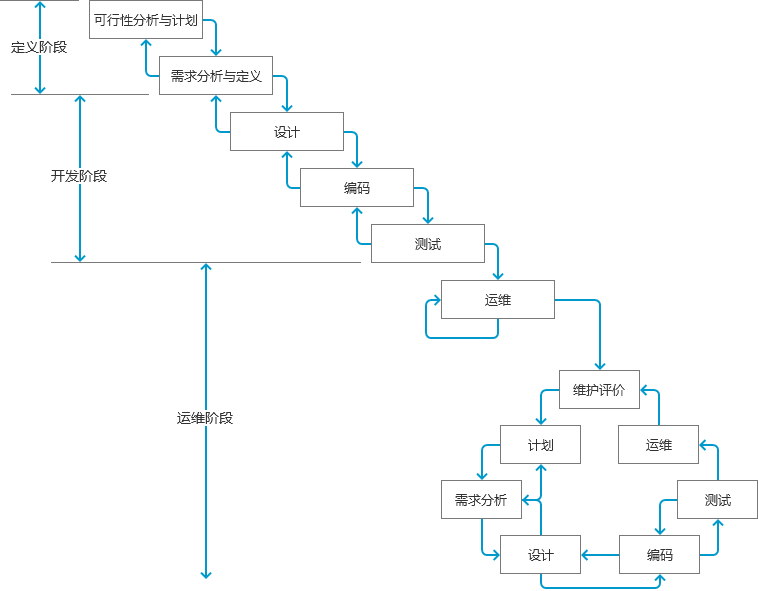 可行性分析与计划
定义阶段
需求分析与定义
设计
开发阶段
编码
测试
运维
维护评价
运维阶段
计划
运维
需求分析
测试
设计
编码